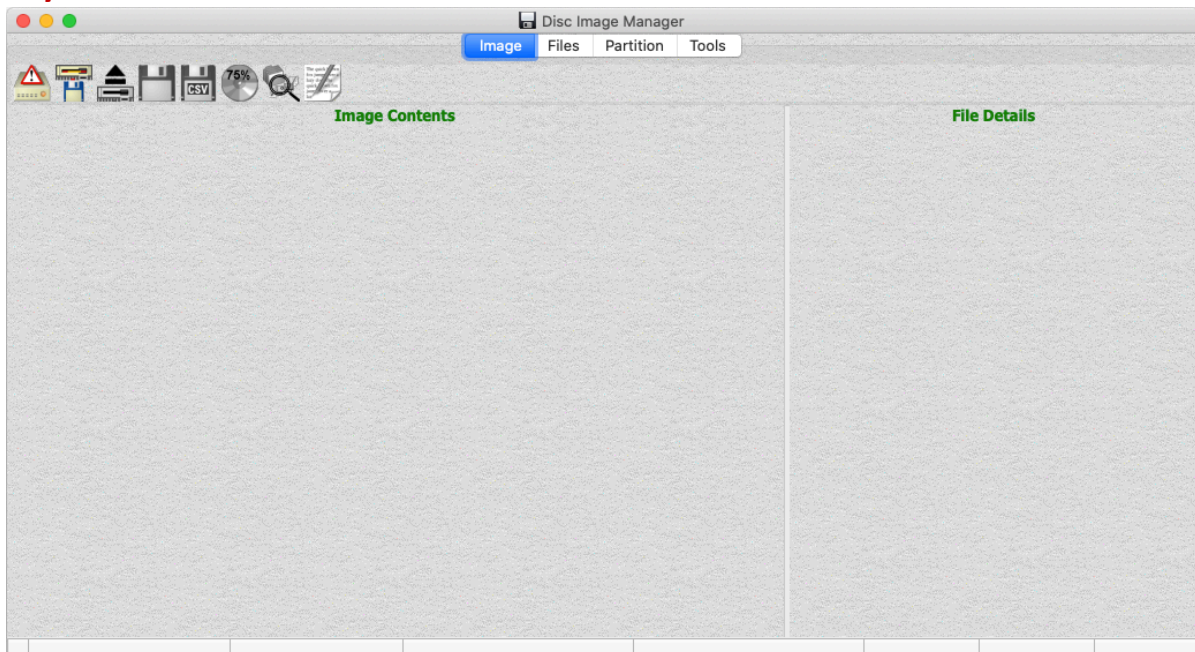 Disc Image Manager
Image Files Partition Tools
CSV 75%
Image Contents
File Details